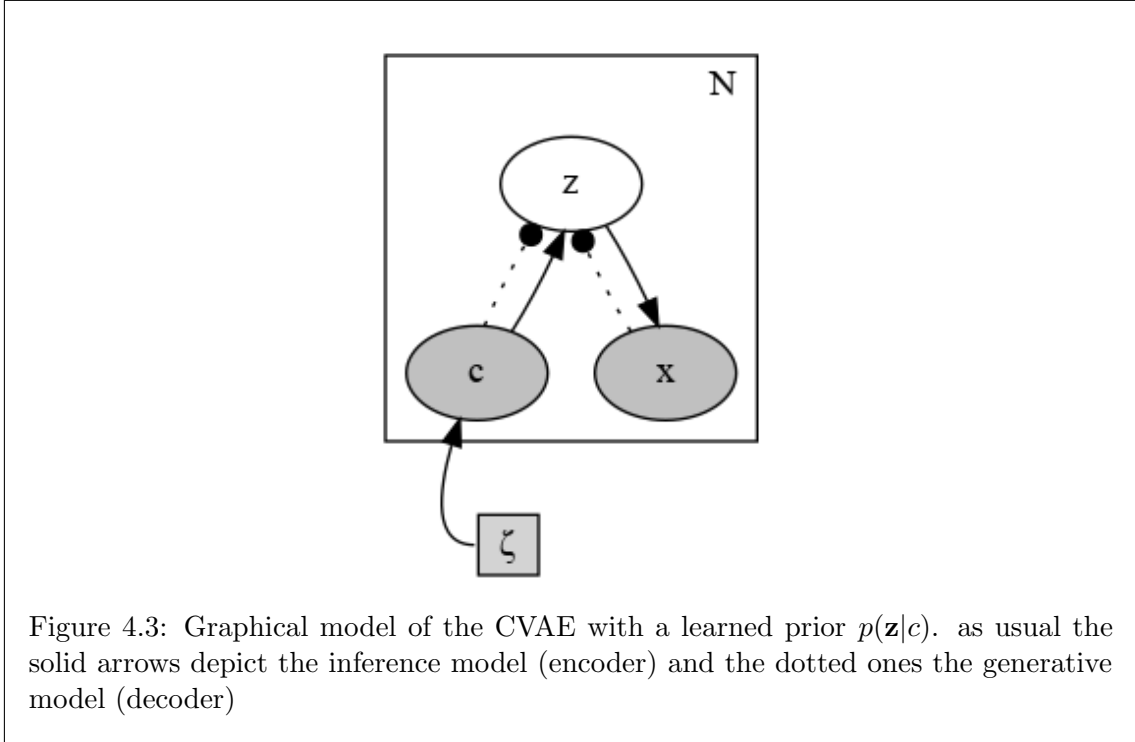 N
z
c
x
ζ
Figure 4.3: Graphical model of the CVAE with a learned prior p(z|c). as usual the
solid arrows depict the inference model (encoder) and the dotted ones the generative
model (decoder)